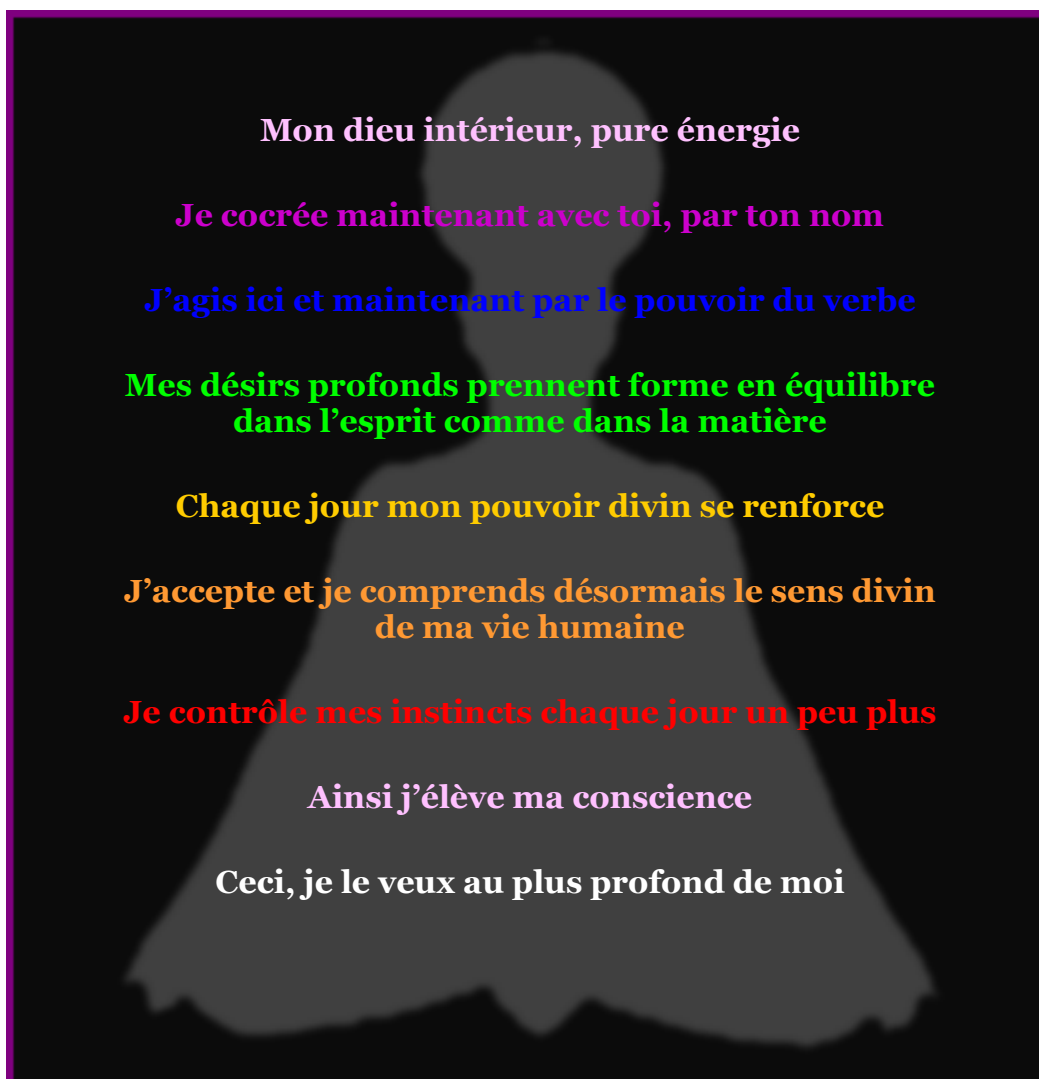 Mon dieu intérieur, pure énergie
Je cocrée maintenant avec toi, par ton nom
J’agis ici et maintenant par le pouvoir du verbe
Mes désirs profonds prennent forme en équilibre
dans l’esprit comme dans la matière
Chaque jour mon pouvoir divin se renforce
J’accepte et je comprends désormais le sens divin
de ma vie humaine
Je contrôle mes instincts chaque jour un peu plus
Ainsi j’élève ma conscience
Ceci, je le veux au plus profond de moi